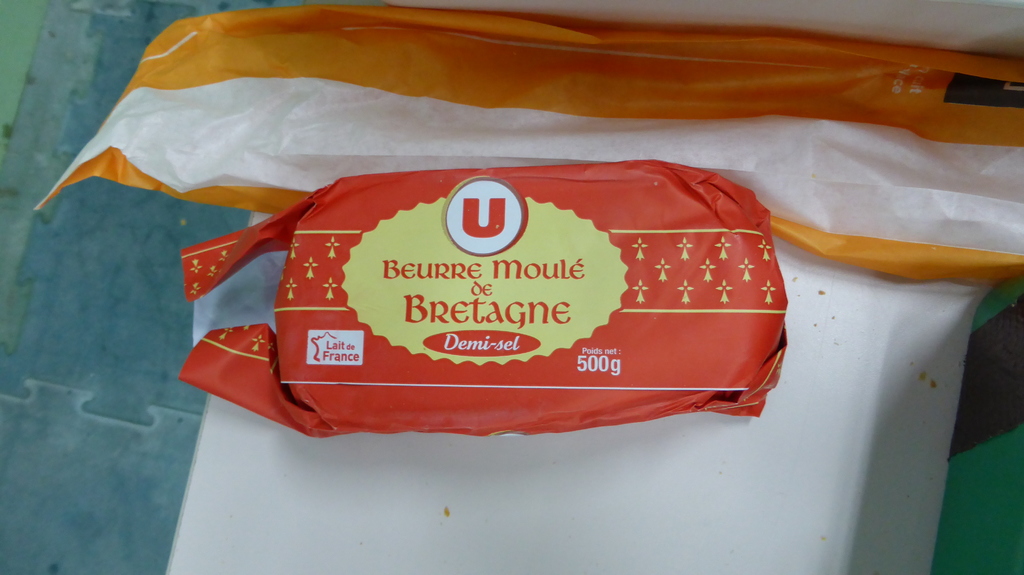 U
Beurre Moulé
de
Bretagne
Demi-sel
Lait de
France
Poids net :
500g